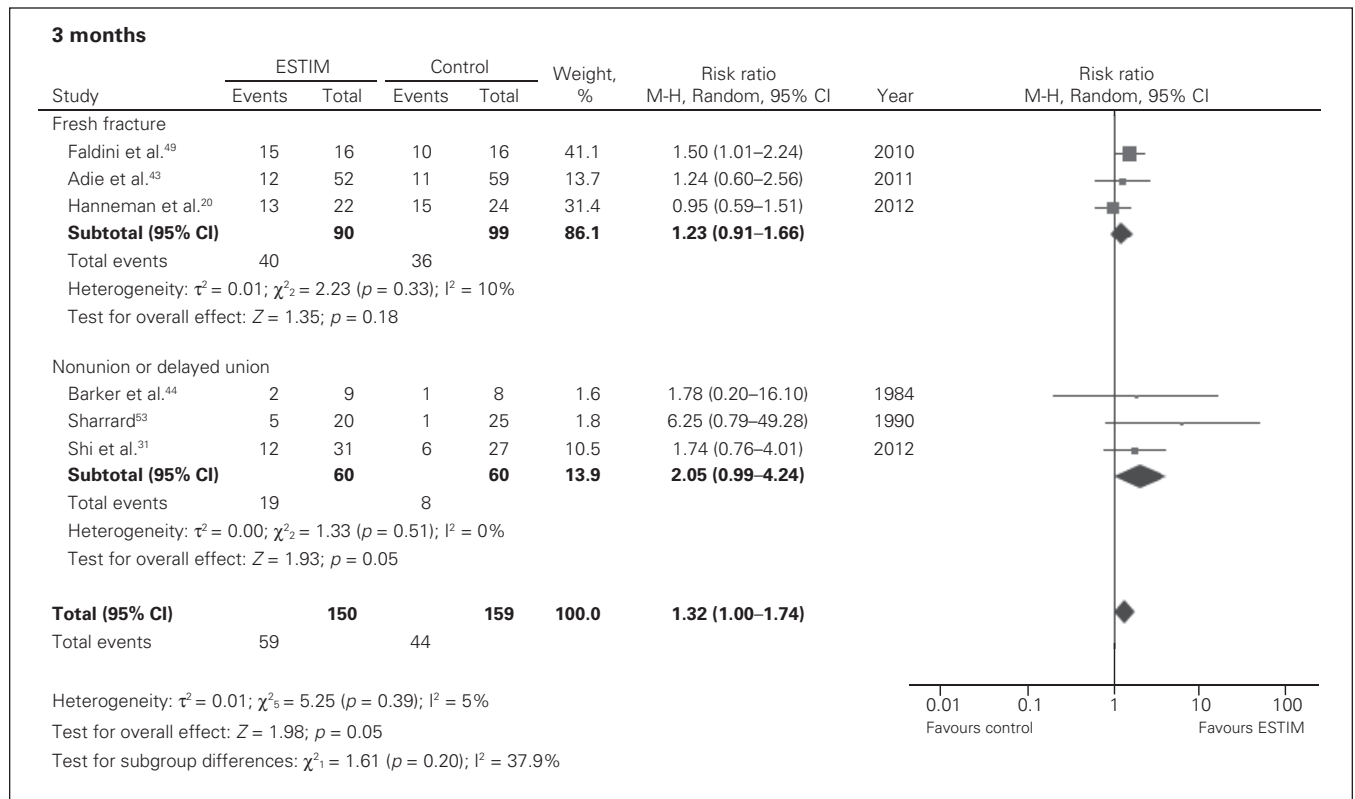 3 months
ESTIM Control Weight, Risk ratio Risk ratio
Study Events Total Events Total % M-H, Random, 95% CI Year M-H, Random, 95% CI
Fresh fracture
Faldini et al.⁴⁹ 15 16 10 16 41.1 1.50 (1.01–2.24) 2010
Adie et al.⁴³ 12 52 11 59 13.7 1.24 (0.60–2.56) 2011
Hanneman et al.²⁰ 13 22 15 24 31.4 0.95 (0.59–1.51) 2012
Subtotal (95% CI) 90 99 86.1 1.23 (0.91–1.66)
Total events 40 36
Heterogeneity: τ² = 0.01; χ²₂ = 2.23 (p = 0.33); I² = 10%
Test for overall effect: Z = 1.35; p = 0.18
Nonunion or delayed union
Barker et al.⁴⁴ 2 9 1 8 1.6 1.78 (0.20–16.10) 1984
Sharrard⁵³ 5 20 1 25 1.8 6.25 (0.79–49.28) 1990
Shi et al.³¹ 12 31 6 27 10.5 1.74 (0.76–4.01) 2012
Subtotal (95% CI) 60 60 13.9 2.05 (0.99–4.24)
Total events 19 8
Heterogeneity: τ² = 0.00; χ²₂ = 1.33 (p = 0.51); I² = 0%
Test for overall effect: Z = 1.93; p = 0.05
Total (95% CI) 150 159 100.0 1.32 (1.00–1.74)
Total events 59 44
Heterogeneity: τ² = 0.01; χ²₅ = 5.25 (p = 0.39); I² = 5%
Test for overall effect: Z = 1.98; p = 0.05
Test for subgroup differences: χ²₁ = 1.61 (p = 0.20); I² = 37.9%
0.01 0.1 1 10 100
Favours control Favours ESTIM